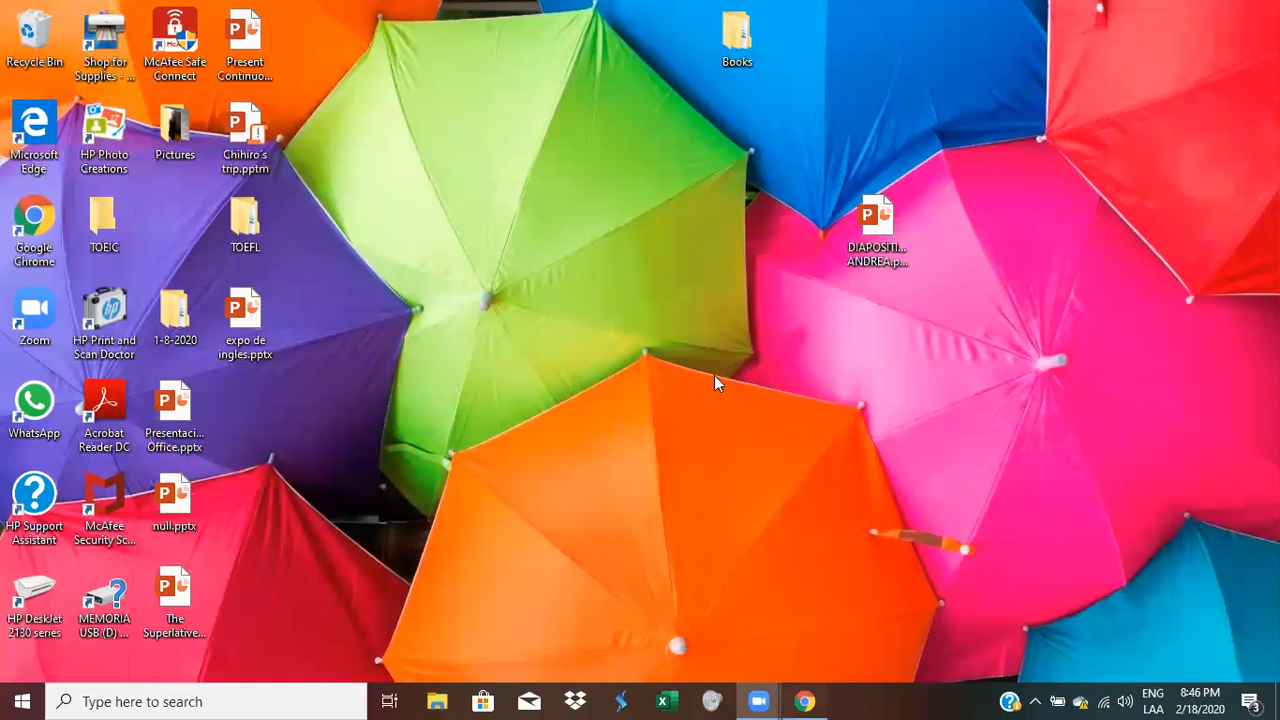 Recycle Bin
Shop for
Supplies - ...
McAfee Safe
Connect
Present
Continuo...
Books
Microsoft
Edge
HP Photo
Creations
Pictures
Chihiro's
trip.pptm
Google
Chrome
TOEIC
TOEFL
DIAPOSITI...
ANDREA.p...
Zoom
HP Print and
Scan Doctor
1-8-2020
expo de
ingles.pptx
WhatsApp
Acrobat
Reader DC
Presentaci...
Office.pptx
HP Support
Assistant
McAfee
Security Sc...
null.pptx
HP DeskJet
2130 series
MEMORIA
USB (D) ...
The
Superlative...
Type here to search
ENG
LAA
8:46 PM
2/18/2020
3